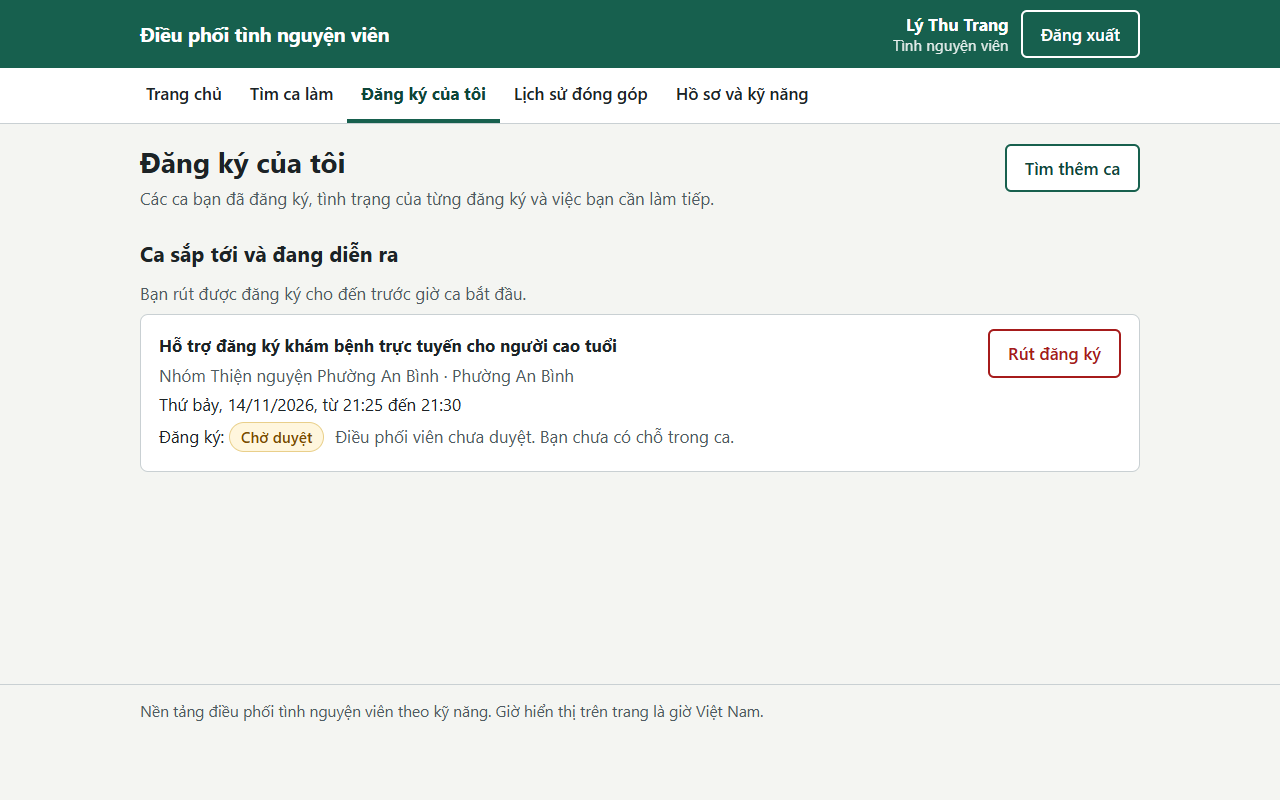 Điều phối tình nguyện viên
Lý Thu Trang
Tình nguyện viên
Đăng xuất
Trang chủ
Tìm ca làm
Đăng ký của tôi
Lịch sử đóng góp
Hồ sơ và kỹ năng
Đăng ký của tôi
Các ca bạn đã đăng ký, tình trạng của từng đăng ký và việc bạn cần làm tiếp.
Tìm thêm ca
Ca sắp tới và đang diễn ra
Bạn rút được đăng ký cho đến trước giờ ca bắt đầu.
Hỗ trợ đăng ký khám bệnh trực tuyến cho người cao tuổi
Nhóm Thiện nguyện Phường An Bình · Phường An Bình
Thứ bảy, 14/11/2026, từ 21:25 đến 21:30
Đăng ký: Chờ duyệt Điều phối viên chưa duyệt. Bạn chưa có chỗ trong ca.
Rút đăng ký
Nền tảng điều phối tình nguyện viên theo kỹ năng. Giờ hiển thị trên trang là giờ Việt Nam.